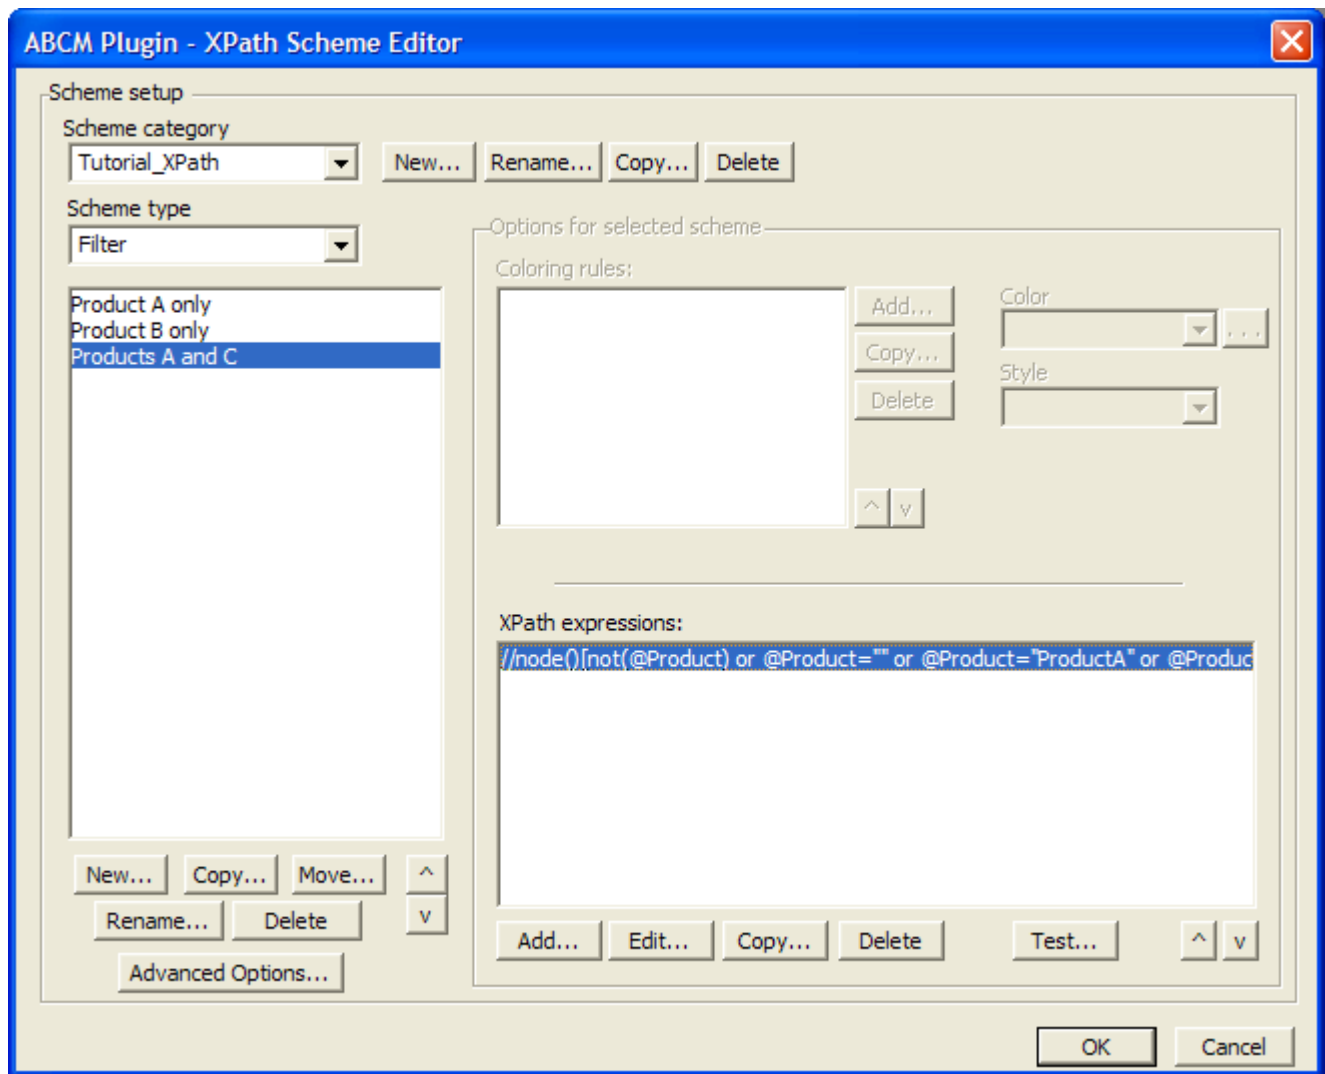 ABCM Plugin - XPath Scheme Editor
Scheme setup
Scheme category
Tutorial_XPath
New... Rename... Copy... Delete
Scheme type
Filter
Product A only
Product B only
Products A and C
New... Copy... Move... ^
Rename... Delete v
Advanced Options...
Options for selected scheme
Coloring rules:
Add...
Copy...
Delete
^ v
Color
...
Style
XPath expressions:
//node()[not(@Product) or @Product="" or @Product="ProductA" or @Produc
Add... Edit... Copy... Delete Test... ^ v
OK Cancel